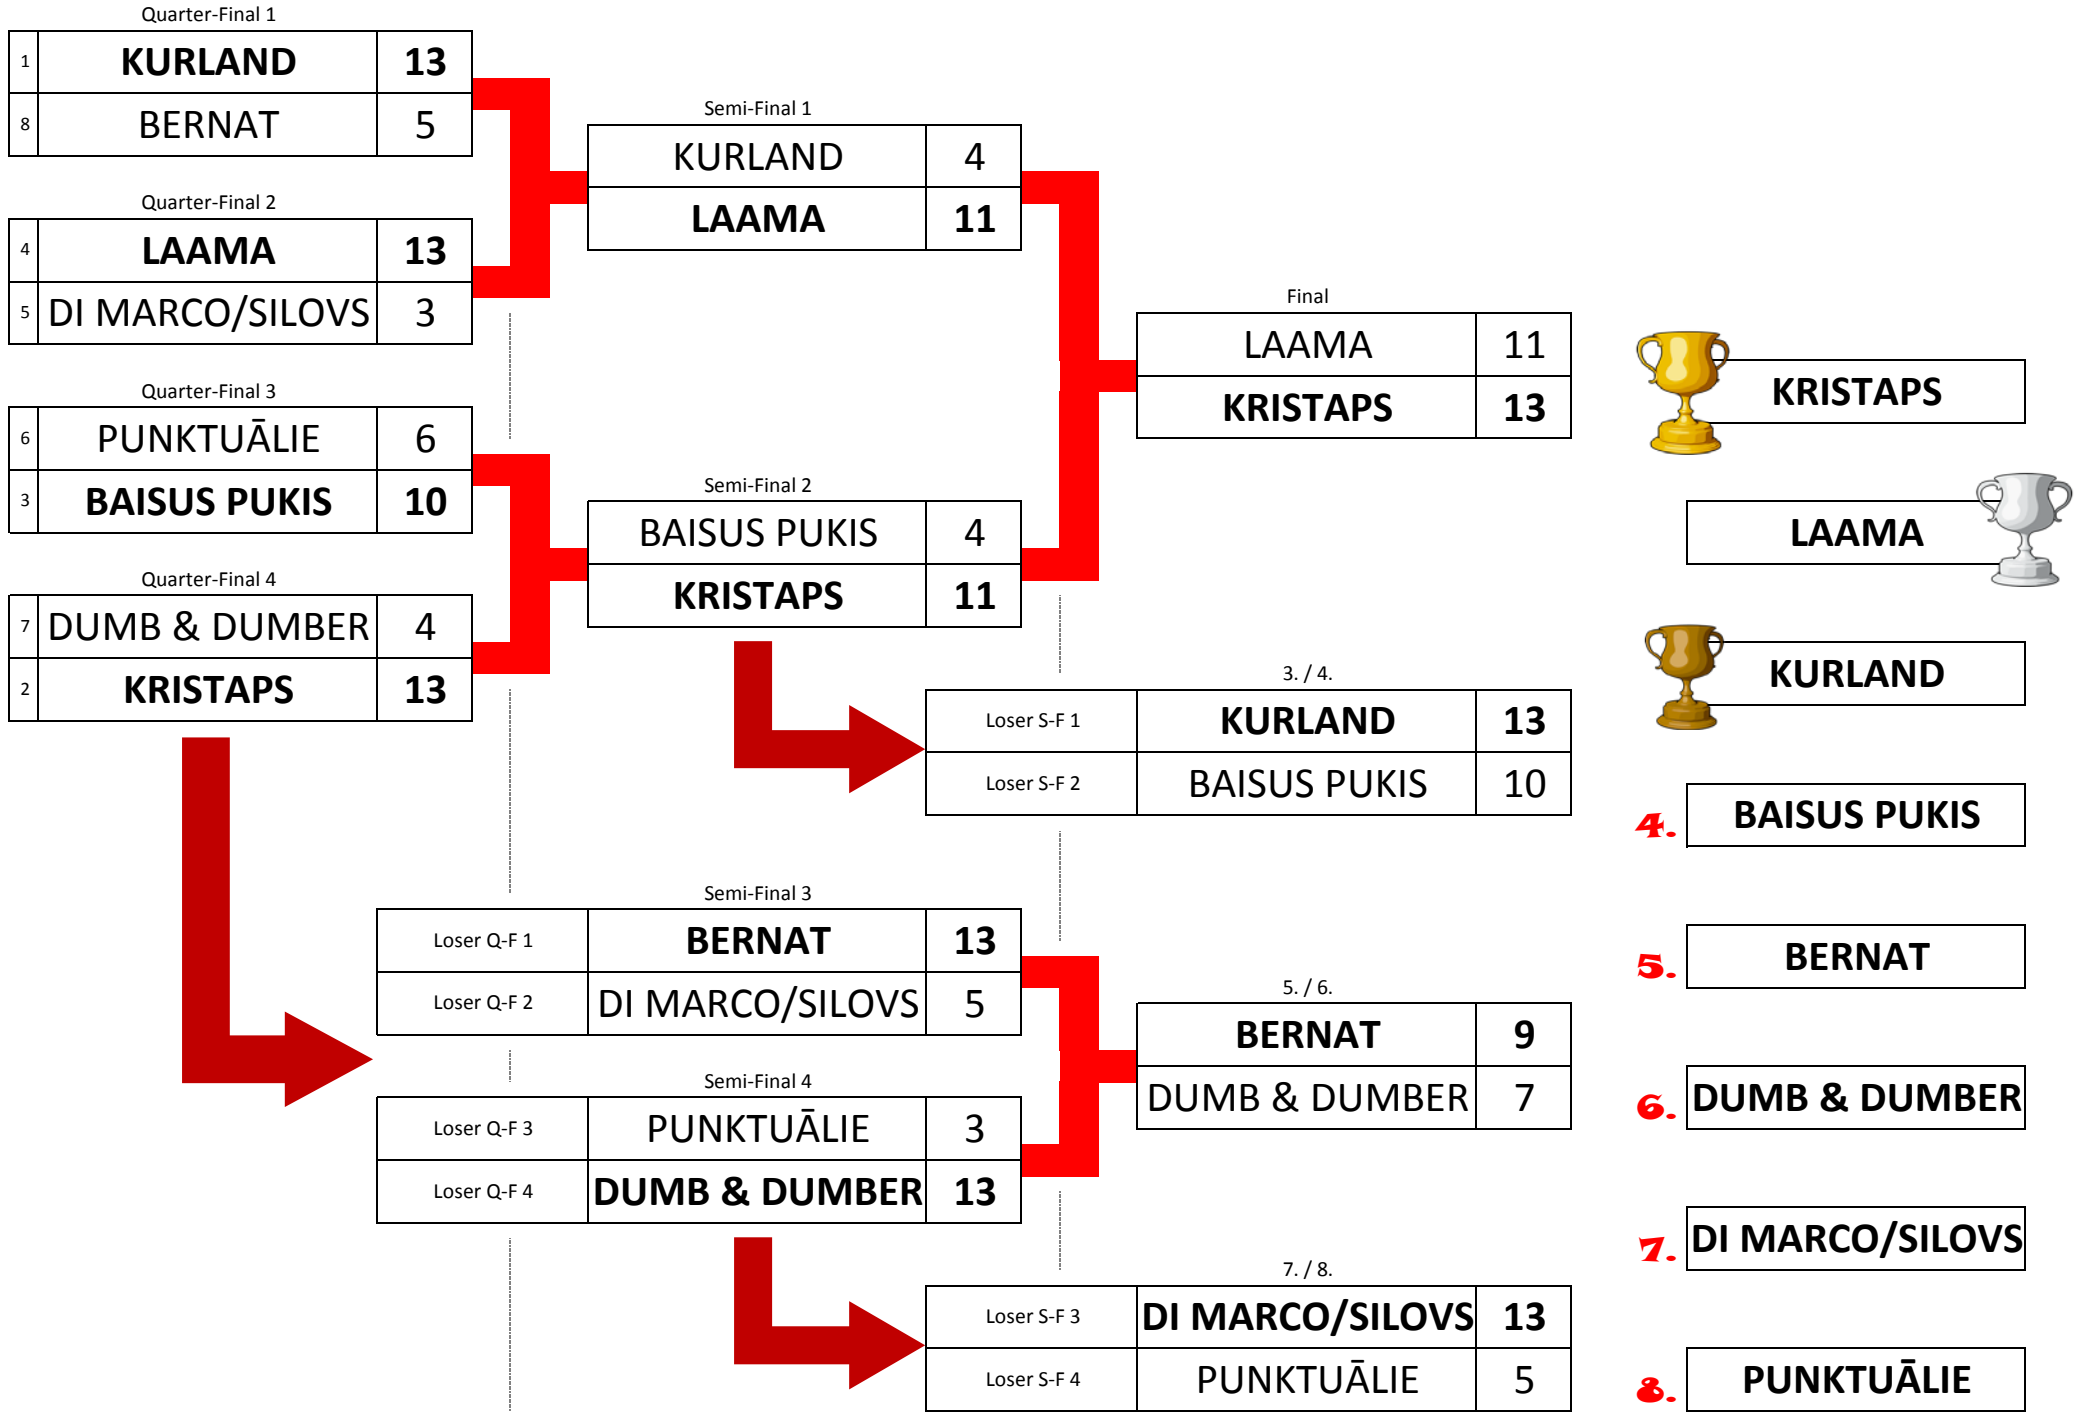 Quarter-Final 1
1 KURLAND 13
8 BERNAT 5
Quarter-Final 2
4 LAAMA 13
5 DI MARCO/SILOVS 3
Quarter-Final 3
6 PUNKTUĀLIE 6
3 BAISUS PUKIS 10
Quarter-Final 4
7 DUMB & DUMBER 4
2 KRISTAPS 13
Semi-Final 1
KURLAND 4
LAAMA 11
Semi-Final 2
BAISUS PUKIS 4
KRISTAPS 11
Final
LAAMA 11
KRISTAPS 13
3. / 4.
Loser S-F 1 KURLAND 13
Loser S-F 2 BAISUS PUKIS 10
Semi-Final 3
Loser Q-F 1 BERNAT 13
Loser Q-F 2 DI MARCO/SILOVS 5
Semi-Final 4
Loser Q-F 3 PUNKTUĀLIE 3
Loser Q-F 4 DUMB & DUMBER 13
5. / 6.
BERNAT 9
DUMB & DUMBER 7
7. / 8.
Loser S-F 3 DI MARCO/SILOVS 13
Loser S-F 4 PUNKTUĀLIE 5
KRISTAPS
LAAMA
KURLAND
4. BAISUS PUKIS
5. BERNAT
6. DUMB & DUMBER
7. DI MARCO/SILOVS
8. PUNKTUĀLIE